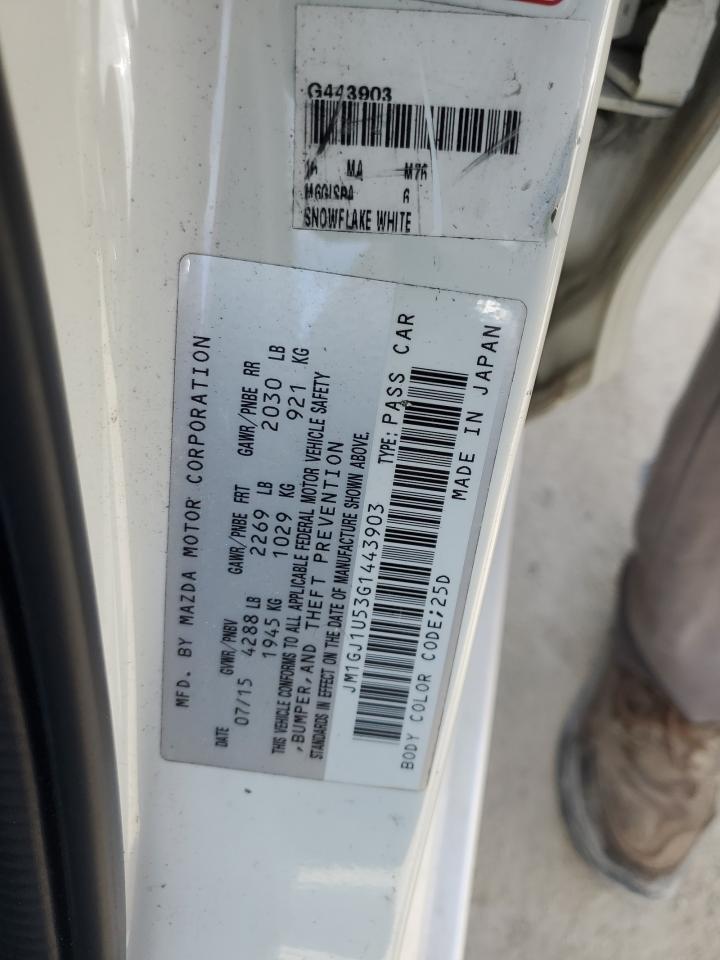 G443903
16 MA M76
6
SNOWFLAKE WHITE
MFD. BY MAZDA MOTOR CORPORATION
DATE GVWR/PNBV GAWR/PNBE FRT GAWR/PNBE RR
07/15 4288 LB 2269 LB 2030 LB
1945 KG 1029 KG 921 KG
THIS VEHICLE CONFORMS TO ALL APPLICABLE FEDERAL MOTOR VEHICLE SAFETY
,BUMPER, AND THEFT PREVENTION
STANDARDS IN EFFECT ON THE DATE OF MANUFACTURE SHOWN ABOVE.
JM1GJ1U53G1443903 TYPE: PASS CAR
BODY COLOR CODE:25D MADE IN JAPAN